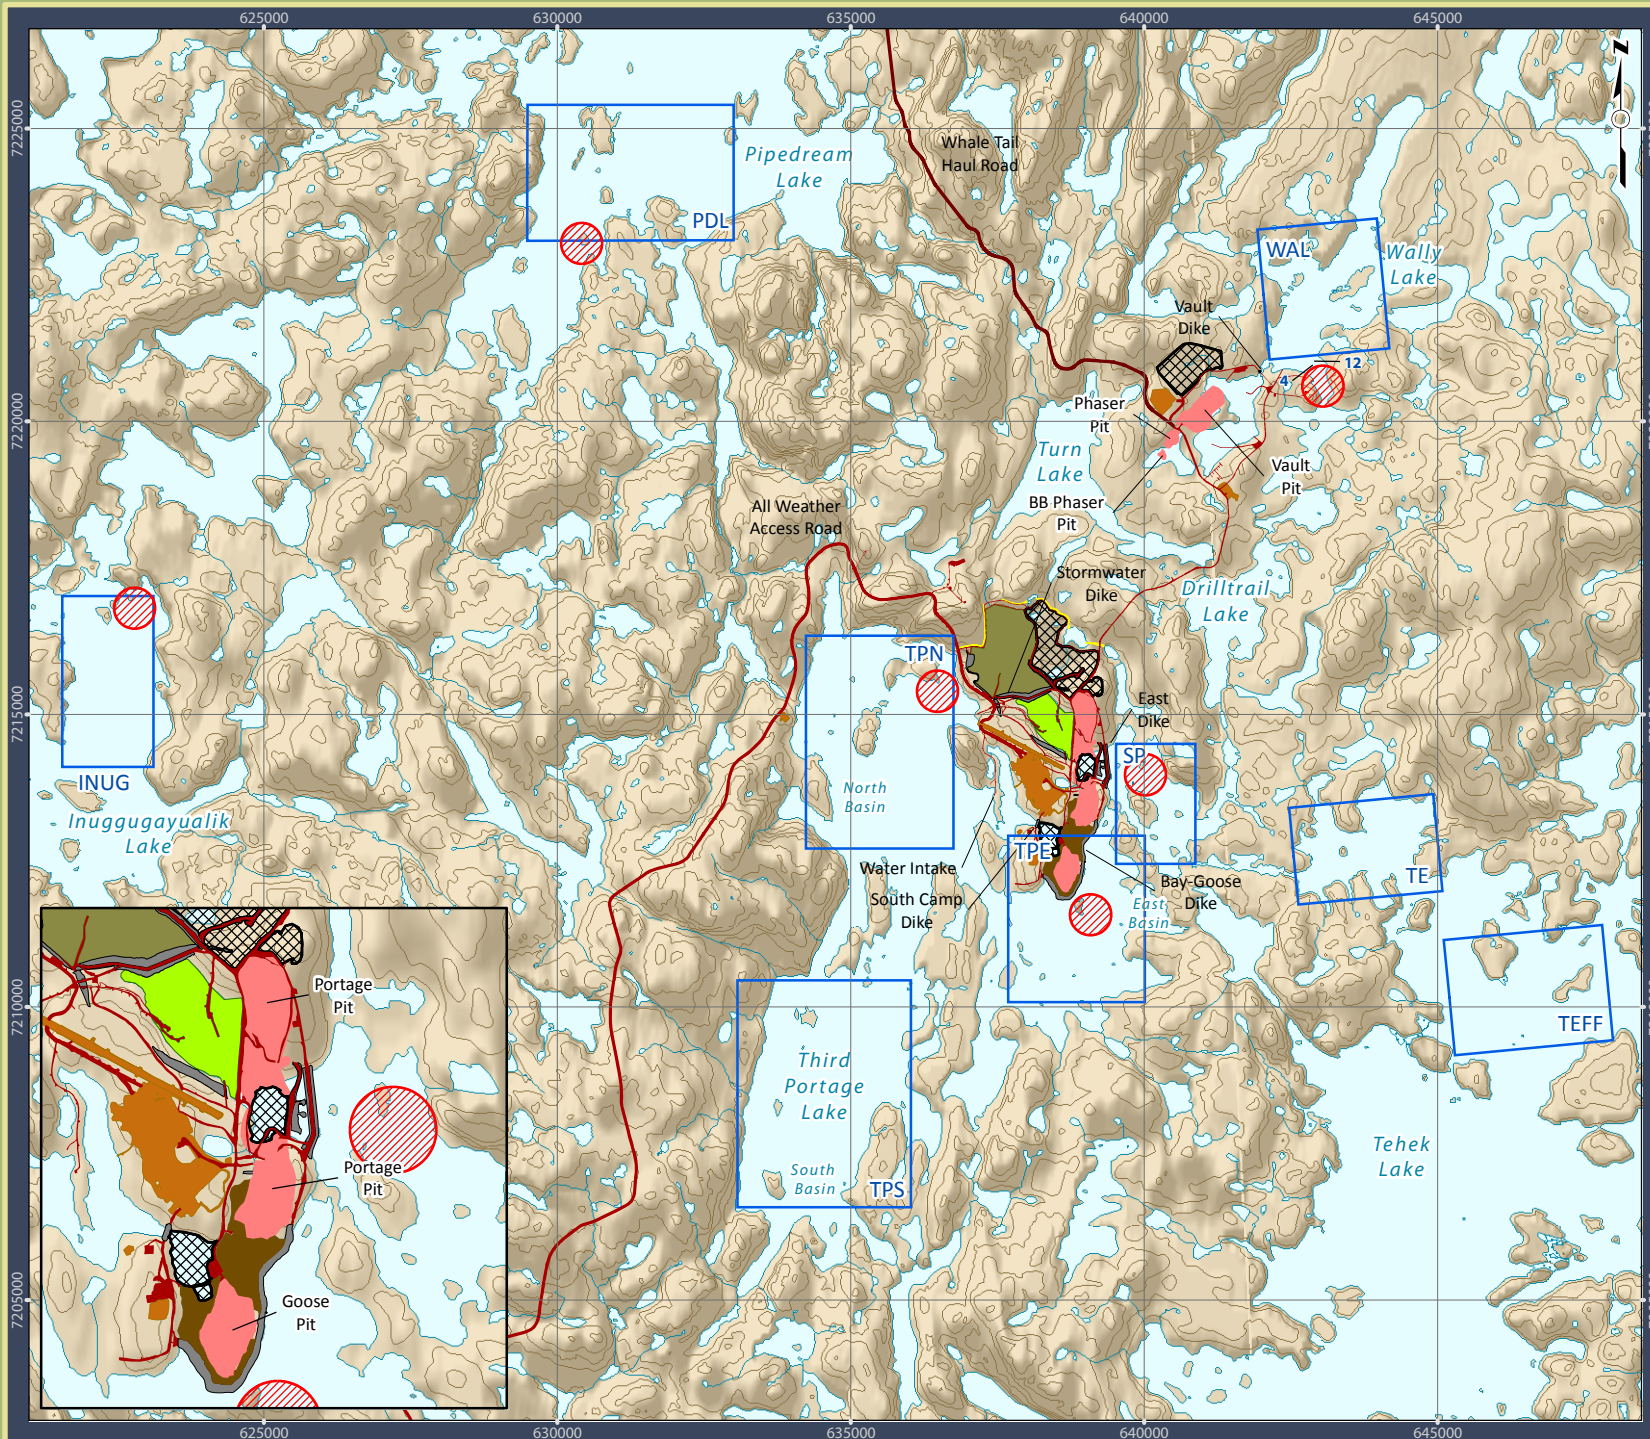 625000
630000
635000
640000
645000
N
7225000
Whale Tail
Haul Road
Pipedream
Lake
PDL
WAL
Wally
Lake
Vault
Dike
12
4
Phaser
Pit
7220000
Turn
Lake
Vault
Pit
BB Phaser
Pit
All Weather
Access Road
Stormwater
Dike
Drilltrail
Lake
TPN
East
Dike
7215000
SP
INUG
North
Basin
Inuggugayualik
Lake
TPE
Water Intake
TE
South Camp
Dike
Bay-Goose
Dike
East
Basin
Portage
Pit
7210000
TEFF
Third
Portage
Lake
Tehek
Lake
Portage
Pit
South
Basin
TPS
7205000
Goose
Pit
625000
630000
635000
640000
645000